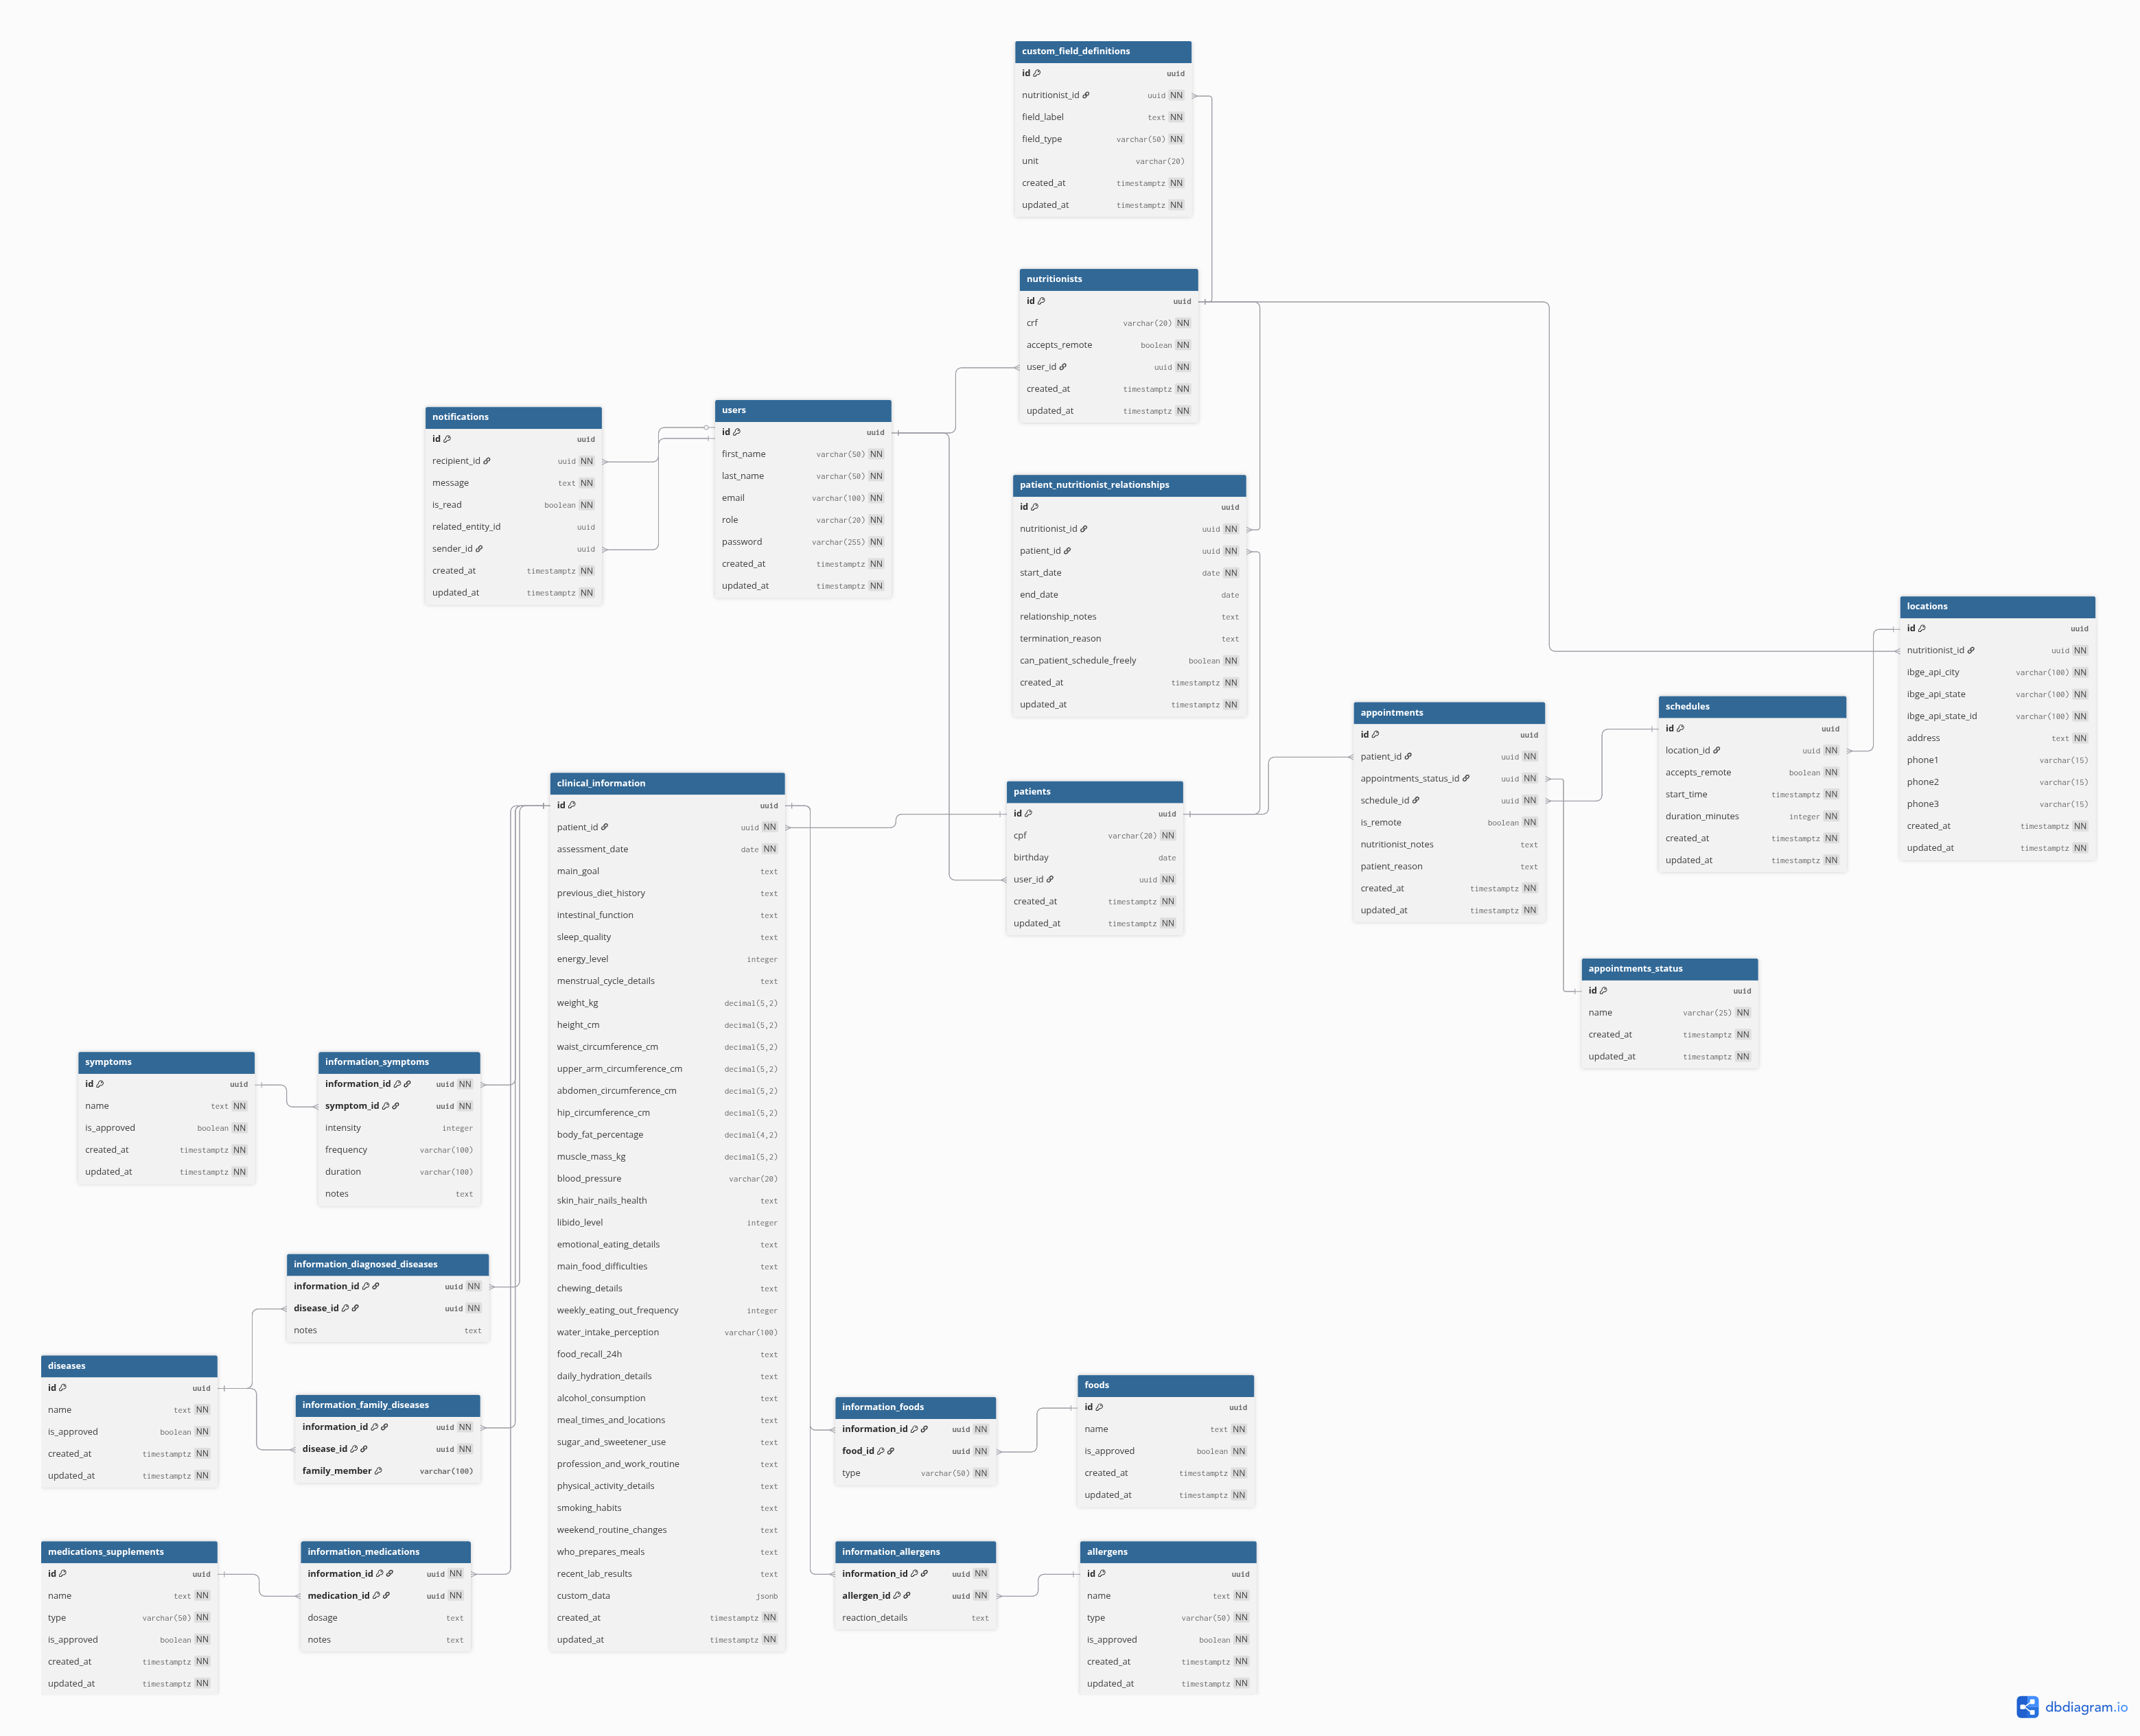 custom_field_definitions
id uuid
nutritionist_id uuid NN
field_label text NN
field_type varchar(50) NN
unit varchar(20)
created_at timestamptz NN
updated_at timestamptz NN
nutritionists
id uuid
crf varchar(20) NN
accepts_remote boolean NN
user_id uuid NN
created_at timestamptz NN
updated_at timestamptz NN
notifications
id uuid
recipient_id uuid NN
message text NN
is_read boolean NN
related_entity_id uuid
sender_id uuid
created_at timestamptz NN
updated_at timestamptz NN
users
id uuid
first_name varchar(50) NN
last_name varchar(50) NN
email varchar(100) NN
role varchar(20) NN
password varchar(255) NN
created_at timestamptz NN
updated_at timestamptz NN
patient_nutritionist_relationships
id uuid
nutritionist_id uuid NN
patient_id uuid NN
start_date date NN
end_date date
relationship_notes text
termination_reason text
can_patient_schedule_freely boolean NN
created_at timestamptz NN
updated_at timestamptz NN
locations
id uuid
nutritionist_id uuid NN
ibge_api_city varchar(100) NN
ibge_api_state varchar(100) NN
ibge_api_state_id varchar(100) NN
address text NN
phone1 varchar(15)
phone2 varchar(15)
phone3 varchar(15)
created_at timestamptz NN
updated_at timestamptz NN
schedules
id uuid
location_id uuid NN
accepts_remote boolean NN
start_time timestamptz NN
duration_minutes integer NN
created_at timestamptz NN
updated_at timestamptz NN
appointments
id uuid
patient_id uuid NN
appointments_status_id uuid NN
schedule_id uuid NN
is_remote boolean NN
nutritionist_notes text
patient_reason text
created_at timestamptz NN
updated_at timestamptz NN
appointments_status
id uuid
name varchar(25) NN
created_at timestamptz NN
updated_at timestamptz NN
patients
id uuid
cpf varchar(20) NN
birthday date
user_id uuid NN
created_at timestamptz NN
updated_at timestamptz NN
clinical_information
id uuid
patient_id uuid NN
assessment_date date NN
main_goal text
previous_diet_history text
intestinal_function text
sleep_quality text
energy_level integer
menstrual_cycle_details text
weight_kg decimal(5,2)
height_cm decimal(5,2)
waist_circumference_cm decimal(5,2)
upper_arm_circumference_cm decimal(5,2)
abdomen_circumference_cm decimal(5,2)
hip_circumference_cm decimal(5,2)
body_fat_percentage decimal(4,2)
muscle_mass_kg decimal(5,2)
blood_pressure varchar(20)
skin_hair_nails_health text
libido_level integer
emotional_eating_details text
main_food_difficulties text
chewing_details text
weekly_eating_out_frequency integer
water_intake_perception varchar(100)
food_recall_24h text
daily_hydration_details text
alcohol_consumption text
meal_times_and_locations text
sugar_and_sweetener_use text
profession_and_work_routine text
physical_activity_details text
smoking_habits text
weekend_routine_changes text
who_prepares_meals text
recent_lab_results text
custom_data jsonb
created_at timestamptz NN
updated_at timestamptz NN
symptoms
id uuid
name text NN
is_approved boolean NN
created_at timestamptz NN
updated_at timestamptz NN
information_symptoms
information_id uuid NN
symptom_id uuid NN
intensity integer
frequency varchar(100)
duration varchar(100)
notes text
information_diagnosed_diseases
information_id uuid NN
disease_id uuid NN
notes text
diseases
id uuid
name text NN
is_approved boolean NN
created_at timestamptz NN
updated_at timestamptz NN
information_family_diseases
information_id uuid NN
disease_id uuid NN
family_member varchar(100)
medications_supplements
id uuid
name text NN
type varchar(50) NN
is_approved boolean NN
created_at timestamptz NN
updated_at timestamptz NN
information_medications
information_id uuid NN
medication_id uuid NN
dosage text
notes text
information_foods
information_id uuid NN
food_id uuid NN
type varchar(50) NN
foods
id uuid
name text NN
is_approved boolean NN
created_at timestamptz NN
updated_at timestamptz NN
information_allergens
information_id uuid NN
allergen_id uuid NN
reaction_details text
allergens
id uuid
name text NN
type varchar(50) NN
is_approved boolean NN
created_at timestamptz NN
updated_at timestamptz NN
dbdiagram.io